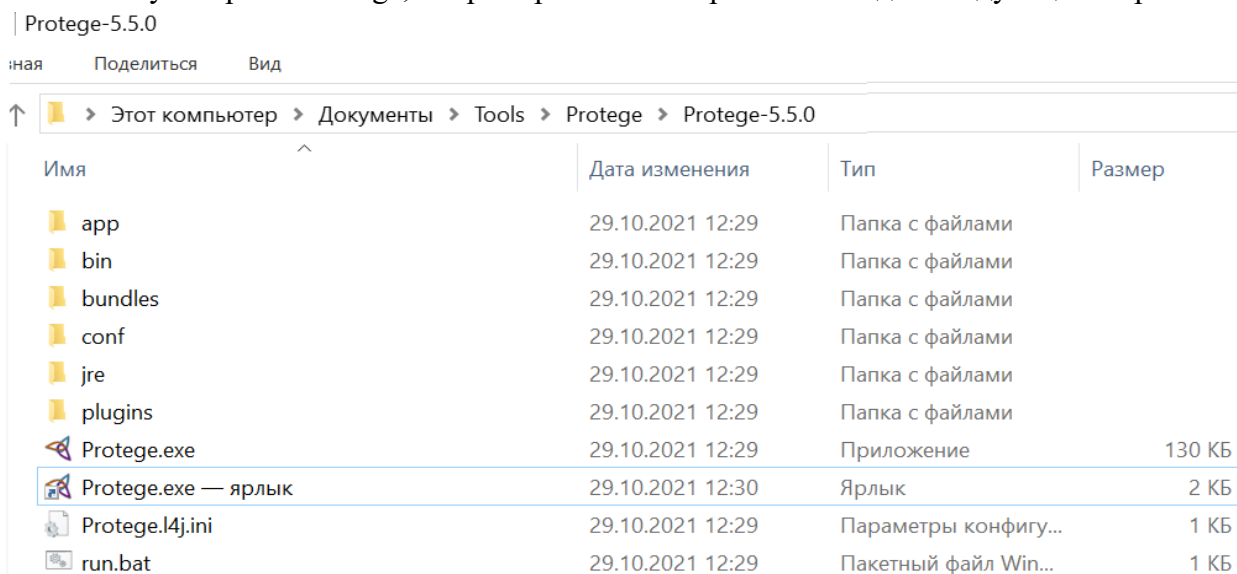 Protege-5.5.0
вная Поделиться Вид
Этот компьютер > Документы > Tools > Protege > Protege-5.5.0
Имя Дата изменения Тип Размер
app 29.10.2021 12:29 Папка с файлами
bin 29.10.2021 12:29 Папка с файлами
bundles 29.10.2021 12:29 Папка с файлами
conf 29.10.2021 12:29 Папка с файлами
jre 29.10.2021 12:29 Папка с файлами
plugins 29.10.2021 12:29 Папка с файлами
Protege.exe 29.10.2021 12:29 Приложение 130 КБ
Protege.exe — ярлык 29.10.2021 12:30 Ярлык 2 КБ
Protege.l4j.ini 29.10.2021 12:29 Параметры конфигу... 1 КБ
run.bat 29.10.2021 12:29 Пакетный файл Win... 1 КБ